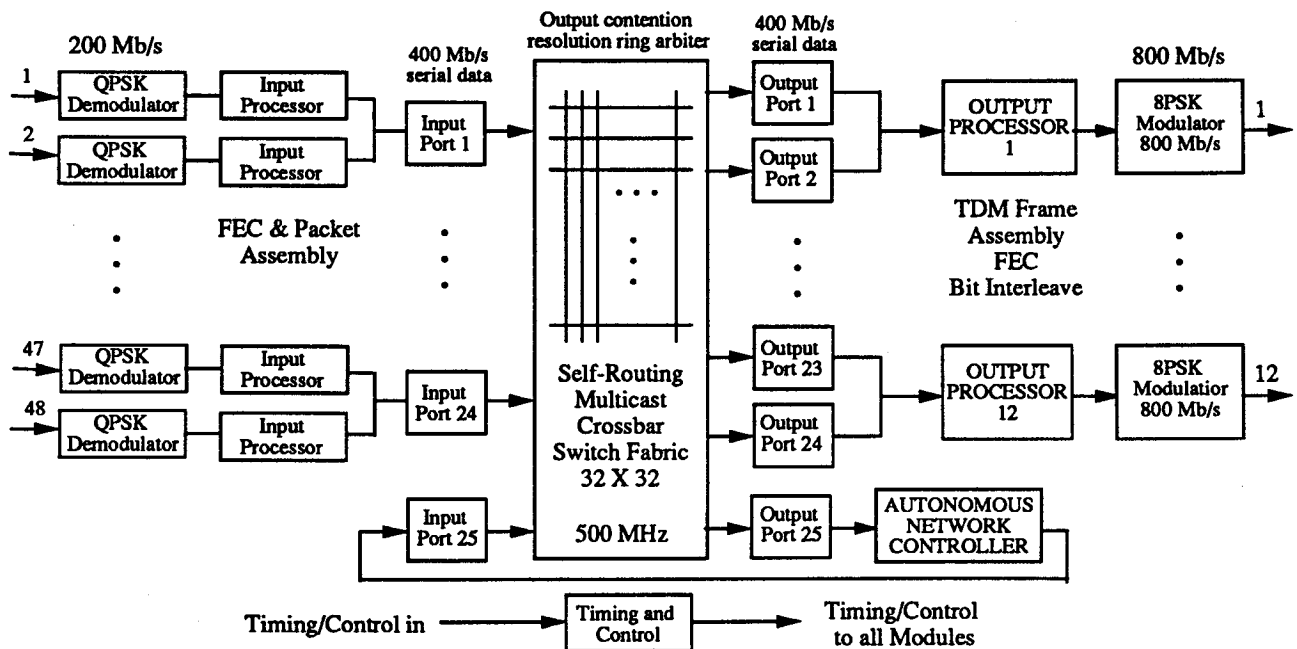 Output contention
resolution ring arbiter
200 Mb/s
400 Mb/s
serial data
400 Mb/s
serial data
800 Mb/s
1
QPSK
Demodulator
Input
Processor
2
QPSK
Demodulator
Input
Processor
Input
Port 1
Output
Port 1
Output
Port 2
OUTPUT
PROCESSOR
1
8PSK
Modulator
800 Mb/s
1
FEC & Packet
Assembly
TDM Frame
Assembly
FEC
Bit Interleave
47
QPSK
Demodulator
Input
Processor
48
QPSK
Demodulator
Input
Processor
Input
Port 24
Self-Routing
Multicast
Crossbar
Switch Fabric
32 X 32
500 MHz
Output
Port 23
Output
Port 24
OUTPUT
PROCESSOR
12
8PSK
Modulatior
800 Mb/s
12
Input
Port 25
Output
Port 25
AUTONOMOUS
NETWORK
CONTROLLER
Timing/Control in
Timing and
Control
Timing/Control
to all Modules